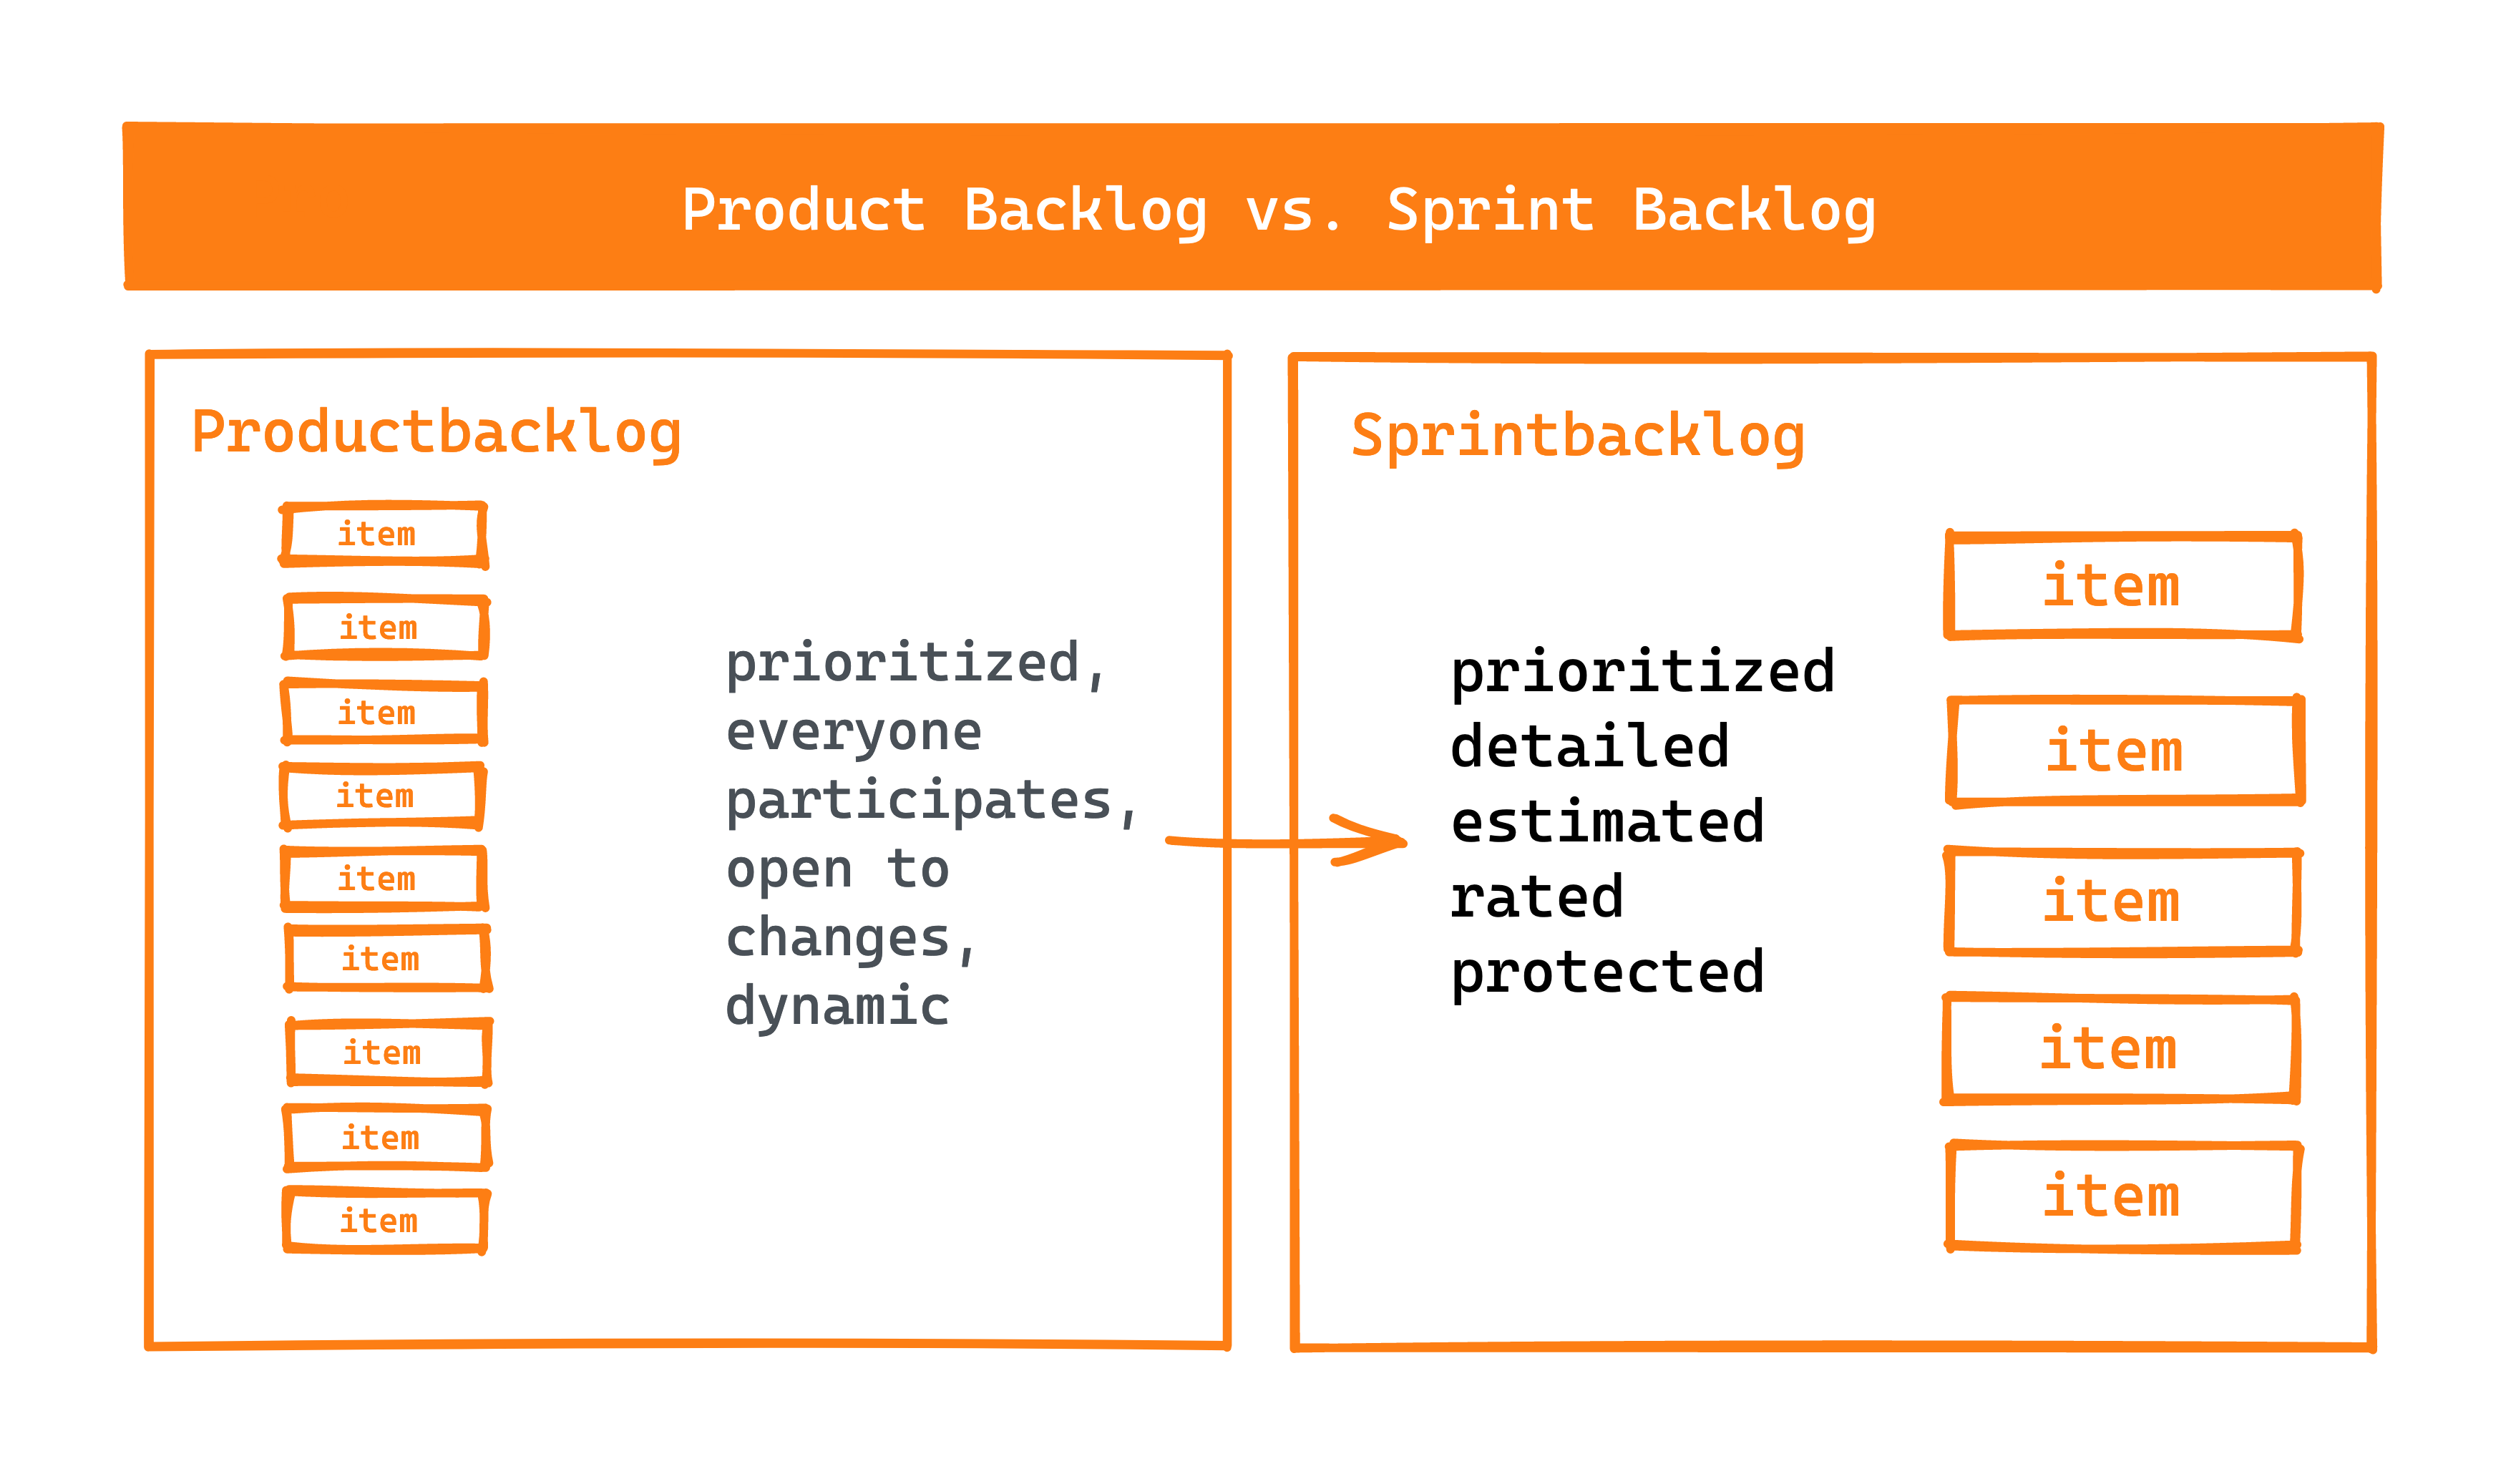 Product Backlog vs. Sprint Backlog
Productbacklog
item
item
item
item
item
item
item
item
item
prioritized,
everyone
participates,
open to
changes,
dynamic
Sprintbacklog
prioritized
detailed
estimated
rated
protected
item
item
item
item
item